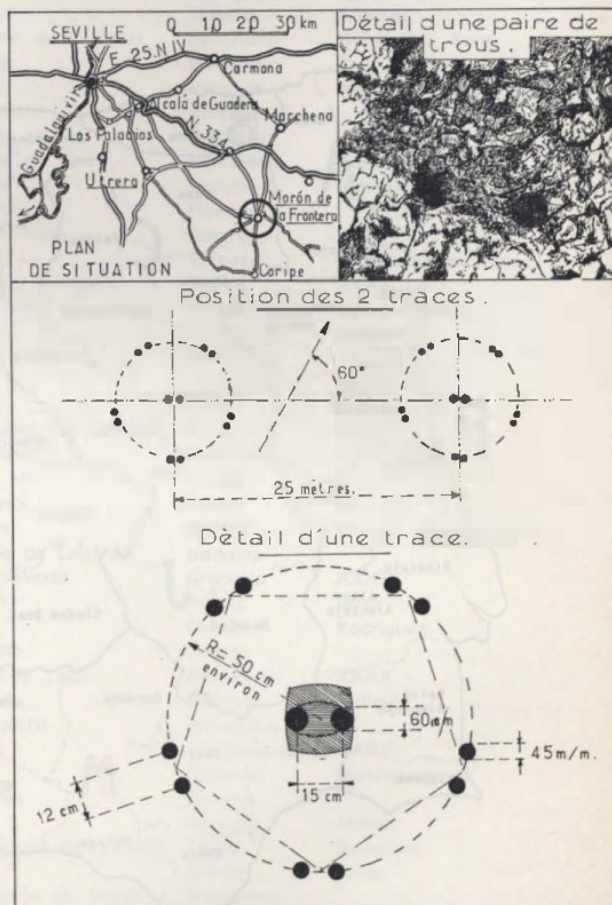 SEVILLE
0 10 20 30 km
E 25.N IV
Carmona
Alcalá de Guadera
Marchena
Guadalquivir
Los Palacios
N.334
Utrera
Morón de
la Frontera
PLAN
DE SITUATION
Coripe
Détail d'une paire de
trous.
Position des 2 traces.
60°
25 mètres.
Détail d'une trace.
R= 50 cm
environ
60m/m
45m/m.
15 cm
12 cm